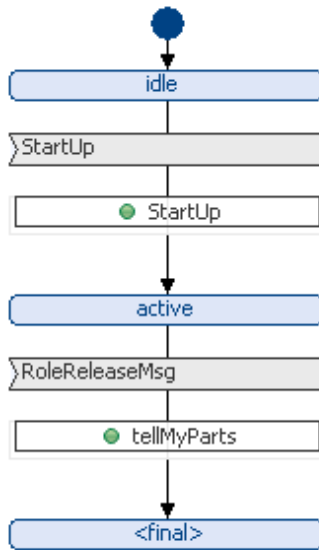 idle
StartUp
StartUp
active
RoleReleaseMsg
tellMyParts
<final>